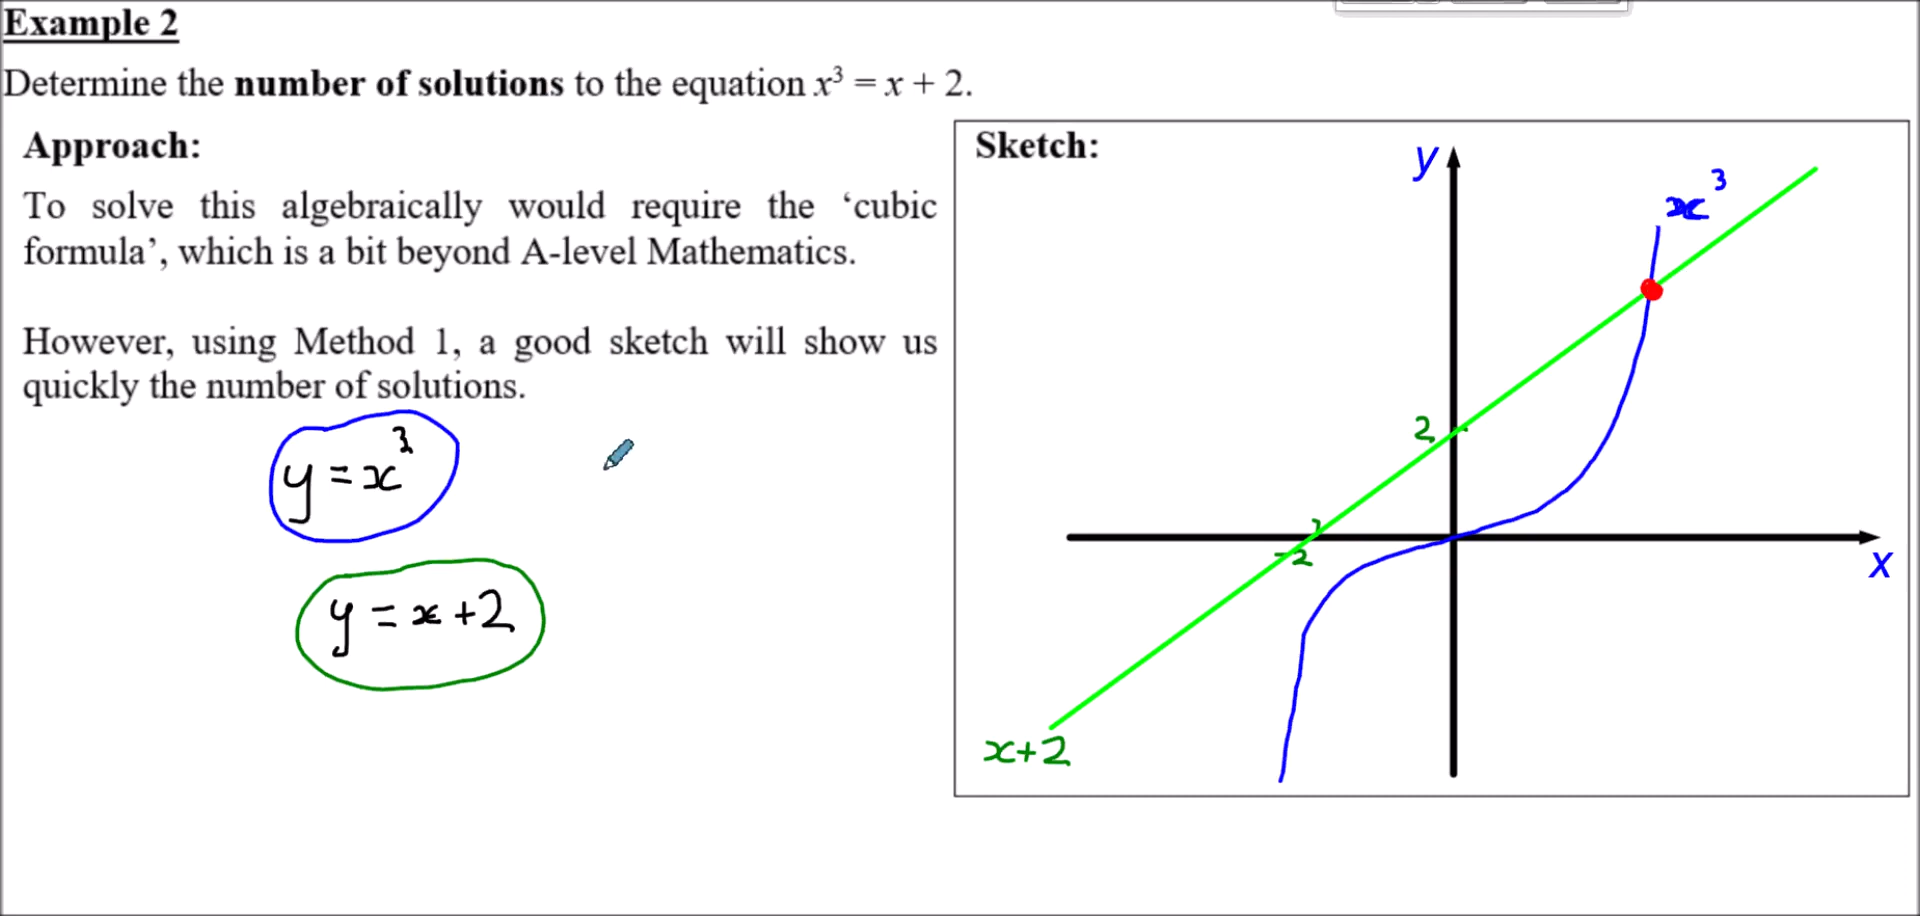 Example 2
Determine the number of solutions to the equation x³ = x + 2.
Approach:
To solve this algebraically would require the ‘cubic
formula’, which is a bit beyond A-level Mathematics.
However, using Method 1, a good sketch will show us
quickly the number of solutions.
y = x³
y = x + 2
Sketch:
y
x³
2
-2
x
x+2